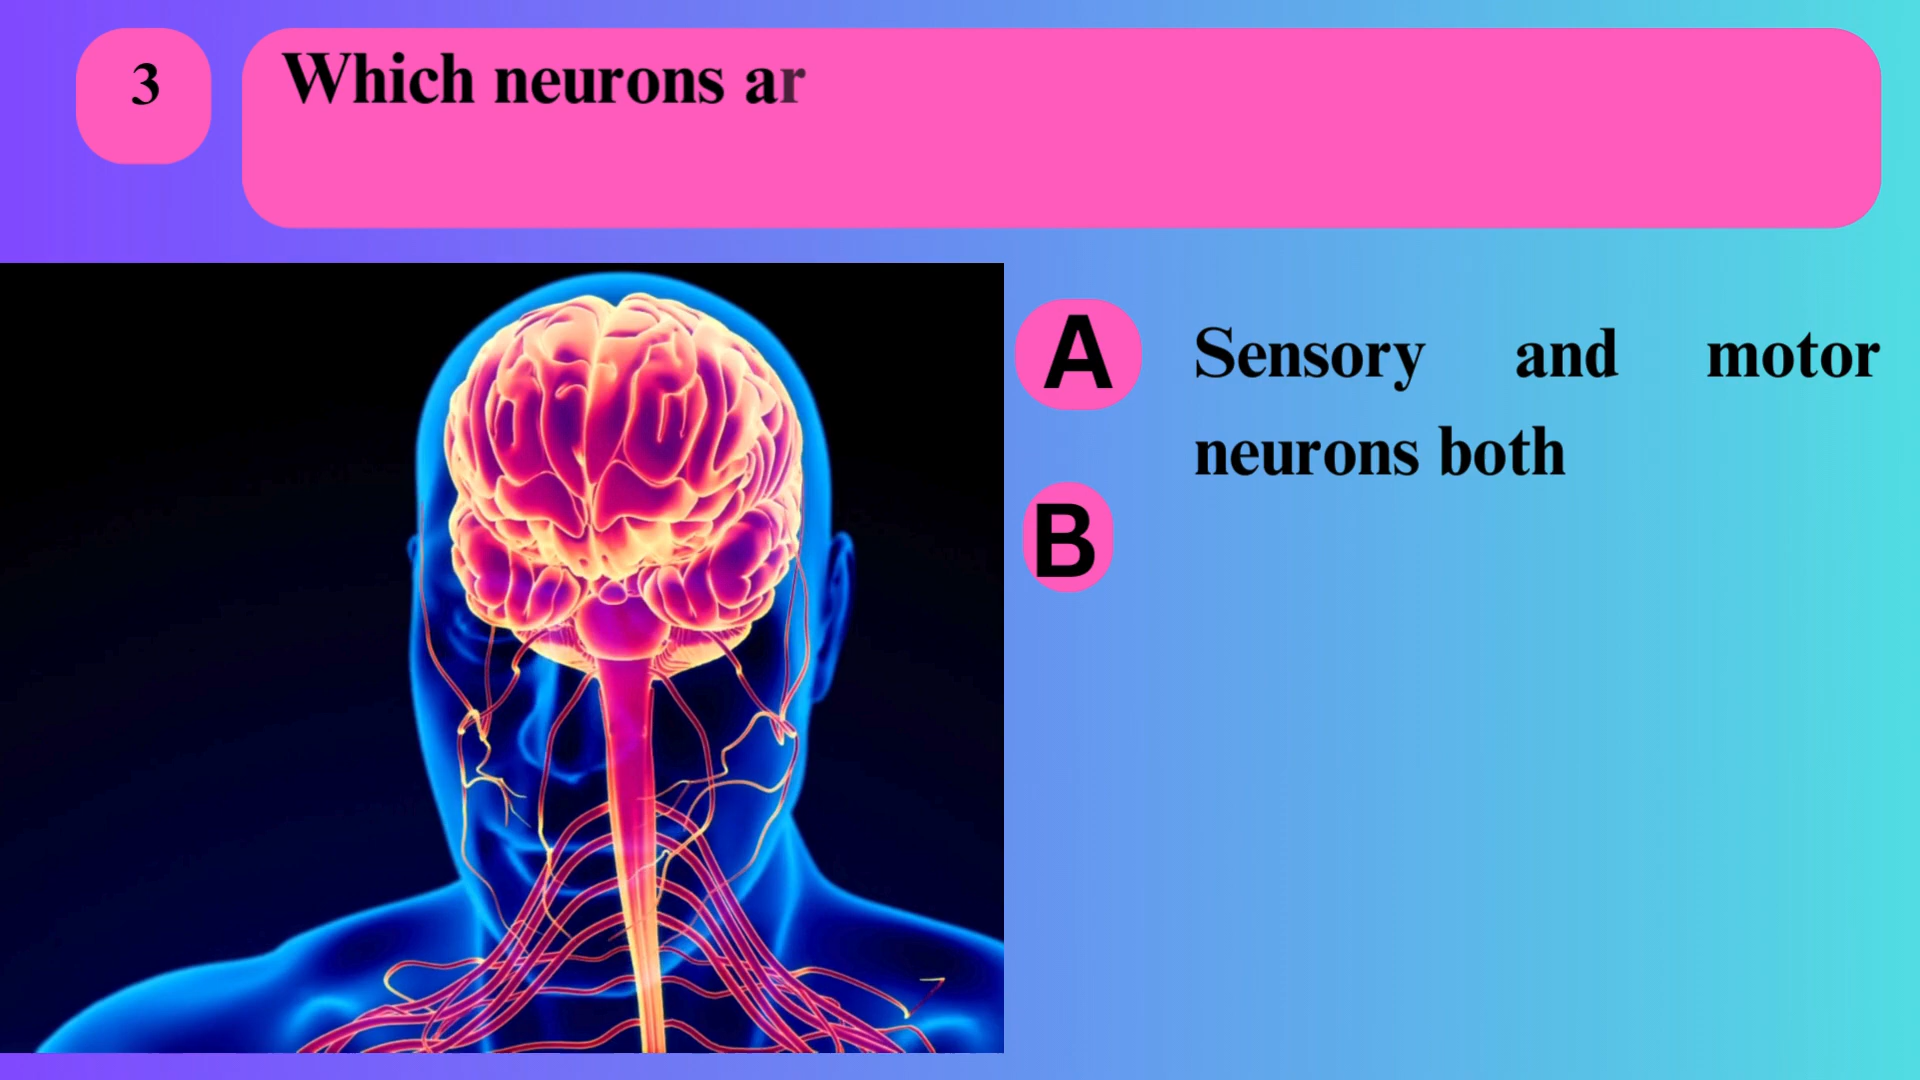 3
Which neurons ar
A
Sensory and motor
neurons both
B